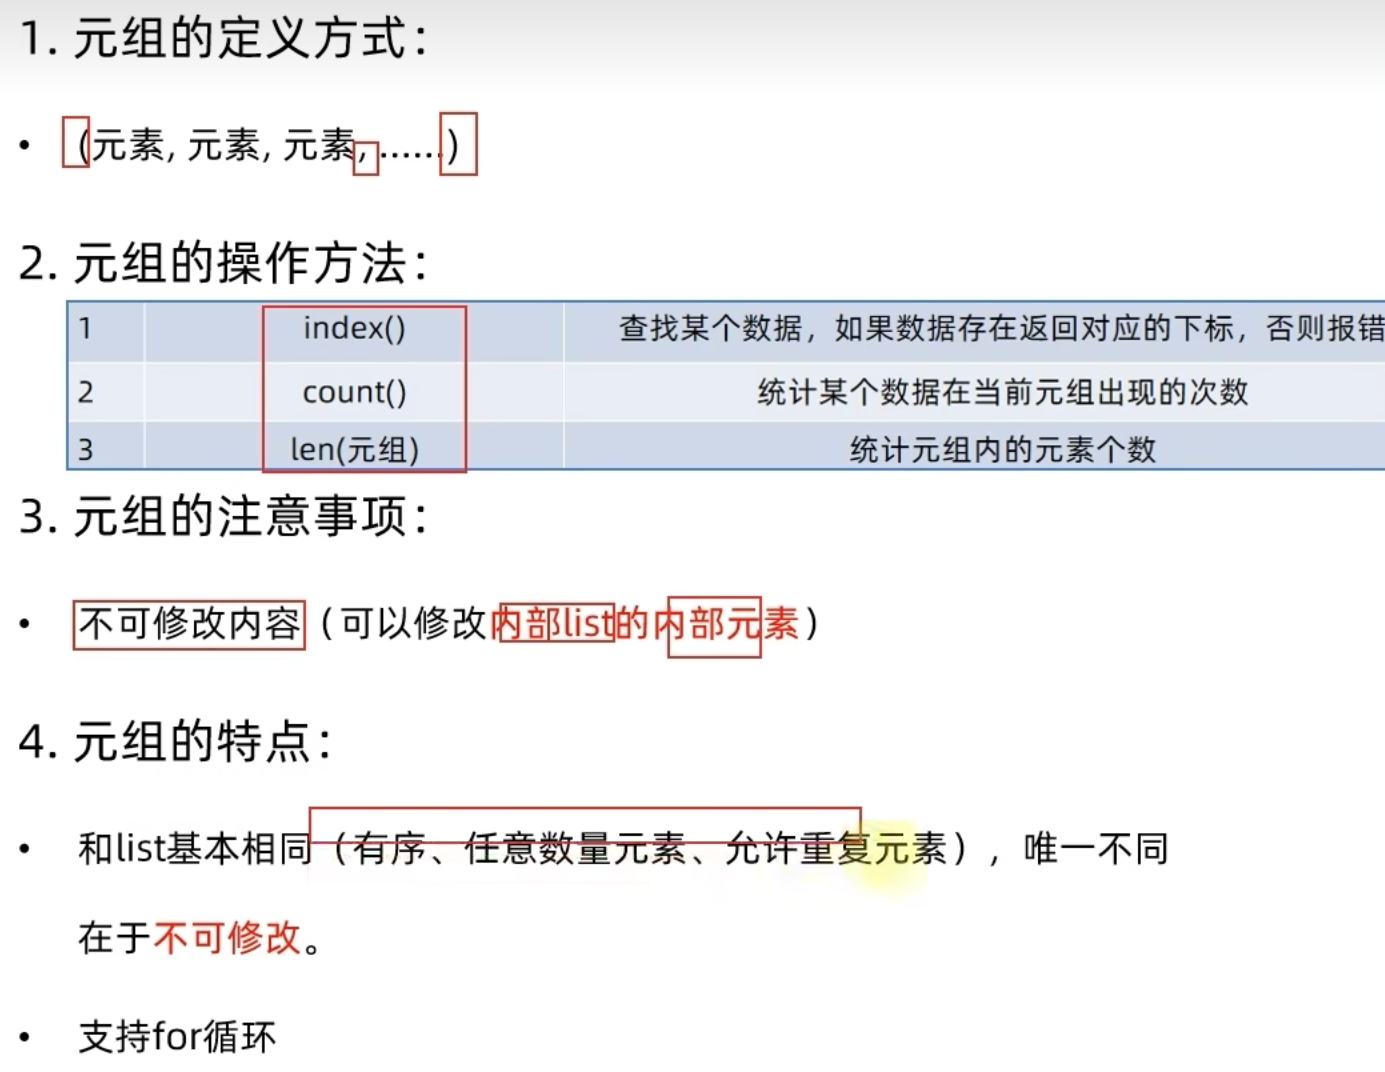 1. 元组的定义方式：
• (元素, 元素, 元素, ......)
2. 元组的操作方法：
1 index() 查找某个数据，如果数据存在返回对应的下标，否则报错
2 count() 统计某个数据在当前元组出现的次数
3 len(元组) 统计元组内的元素个数
3. 元组的注意事项：
• 不可修改内容（可以修改内部list的内部元素）
4. 元组的特点：
• 和list基本相同（有序、任意数量元素、允许重复元素），唯一不同
在于不可修改。
• 支持for循环